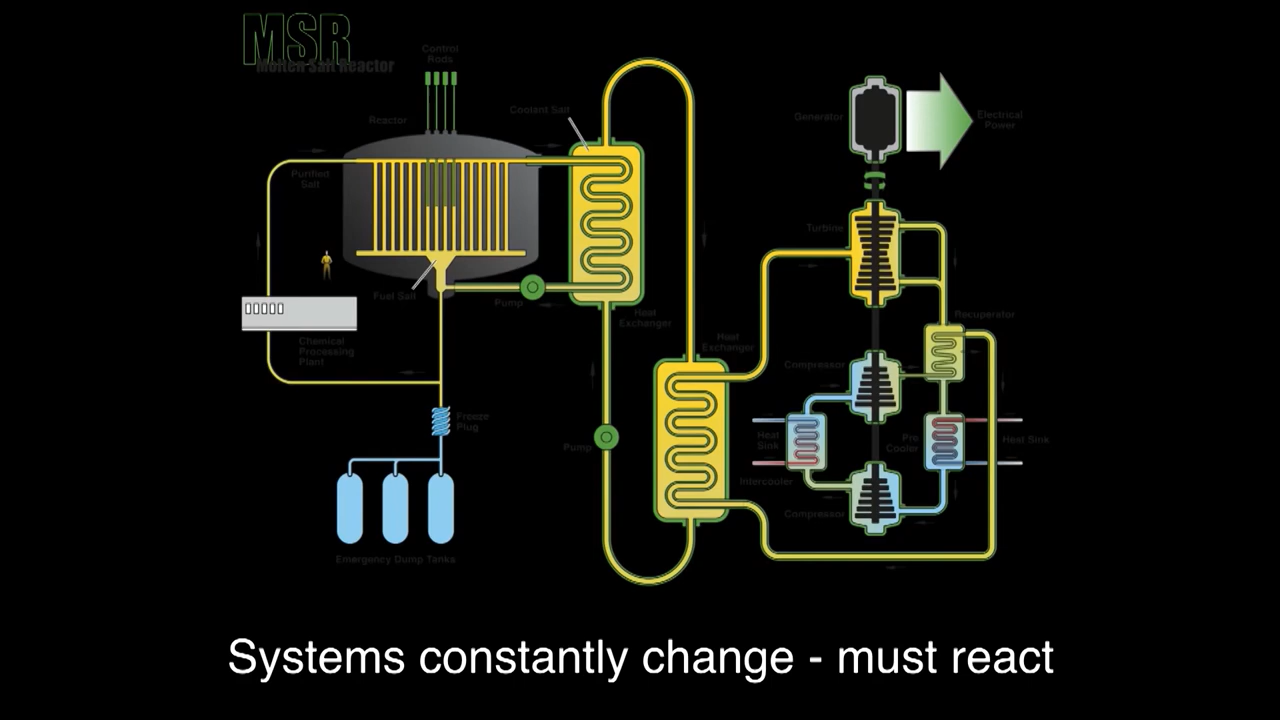 MSR
Molten Salt Reactor
Control
Rods
Coolant Salt
Reactor
Generator
Electrical
Power
Purified
Salt
Turbine
Fuel Salt
Pump
Heat
Exchanger
Recuperator
Chemical
Processing
Plant
Heat
Exchanger
Compressor
Freeze
Plug
Pump
Heat
Sink
Pre
Cooler
Heat Sink
Intercooler
Compressor
Emergency Dump Tanks
Systems constantly change - must react